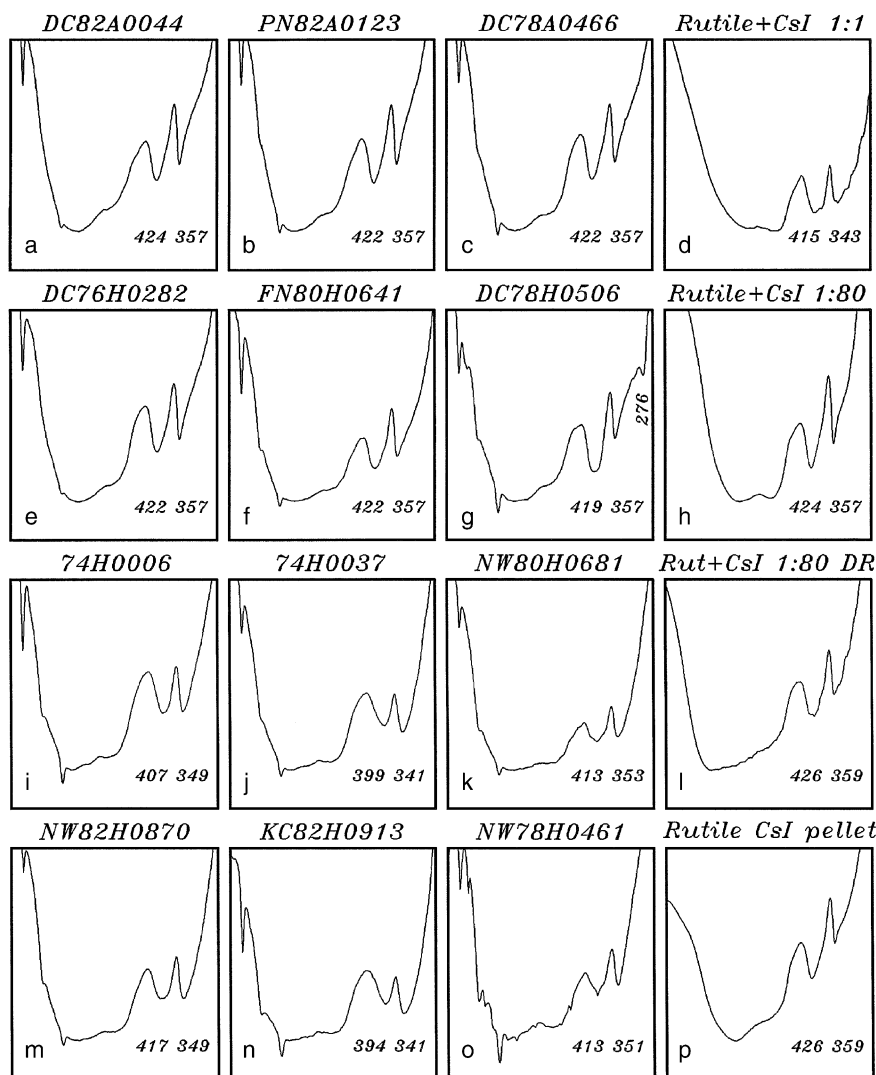 DC82A0044 PN82A0123 DC78A0466 Rutile+CsI 1:1
a 424 357 b 422 357 c 422 357 d 415 343
DC76H0282 FN80H0641 DC78H0506 Rutile+CsI 1:80
276
e 422 357 f 422 357 g 419 357 h 424 357
74H0006 74H0037 NW80H0681 Rut+CsI 1:80 DR
i 407 349 j 399 341 k 413 353 l 426 359
NW82H0870 KC82H0913 NW78H0461 Rutile CsI pellet
m 417 349 n 394 341 o 413 351 p 426 359